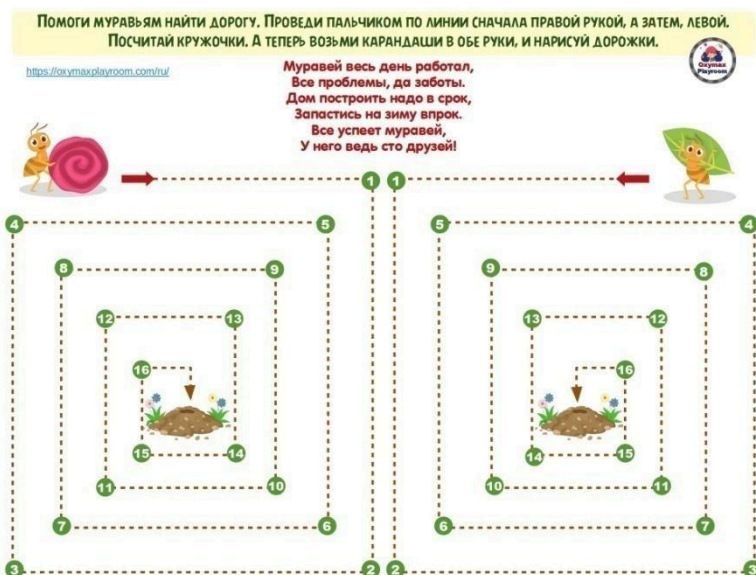 Помоги муравьям найти дорогу. Проведи пальчиком по линии сначала правой рукой, а затем, левой.
Посчитай кружочки. А теперь возьми карандаши в обе руки, и нарисуй дорожки.
https://oxymaxplayroom.com/ru/
Oxymax
Playroom
Муравей весь день работал,
Все проблемы, да заботы.
Дом построить надо в срок,
Запастись на зиму впрок.
Все успеет муравей,
У него ведь сто друзей!
1 1
4 5 5 4
8 9 9 8
12 13 13 12
16 16
15 14 14 15
11 10 10 11
7 6 6 7
3 2 2 3